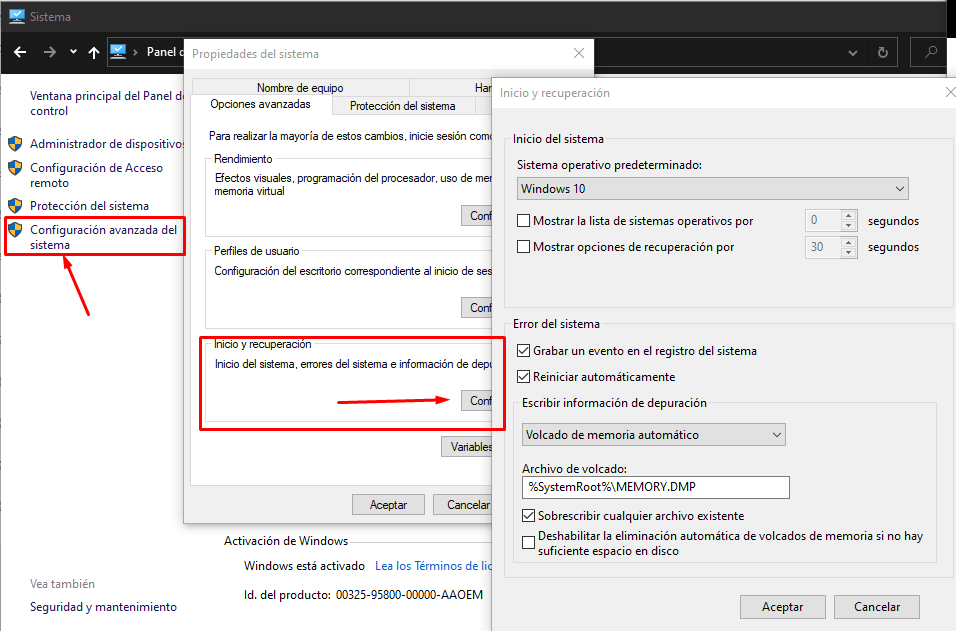 Sistema
Panel d
Ventana principal del Panel de
control
Administrador de dispositivos
Configuración de Acceso
remoto
Protección del sistema
Configuración avanzada del
sistema
Vea también
Seguridad y mantenimiento
Propiedades del sistema
Nombre de equipo
Har
Opciones avanzadas
Protección del sistema
Para realizar la mayoría de estos cambios, inicie sesión como
Rendimiento
Efectos visuales, programación del procesador, uso de mem
memoria virtual
Conf
Perfiles de usuario
Configuración del escritorio correspondiente al inicio de ses
Conf
Inicio y recuperación
Inicio del sistema, errores del sistema e información de depu
Conf
Variables
Aceptar
Cancelar
Activación de Windows
Windows está activado Lea los Términos de lic
Id. del producto: 00325-95800-00000-AAOEM
Inicio y recuperación
Inicio del sistema
Sistema operativo predeterminado:
Windows 10
Mostrar la lista de sistemas operativos por 0 segundos
Mostrar opciones de recuperación por 30 segundos
Error del sistema
Grabar un evento en el registro del sistema
Reiniciar automáticamente
Escribir información de depuración
Volcado de memoria automático
Archivo de volcado:
%SystemRoot%\MEMORY.DMP
Sobrescribir cualquier archivo existente
Deshabilitar la eliminación automática de volcados de memoria si no hay
suficiente espacio en disco
Aceptar
Cancelar